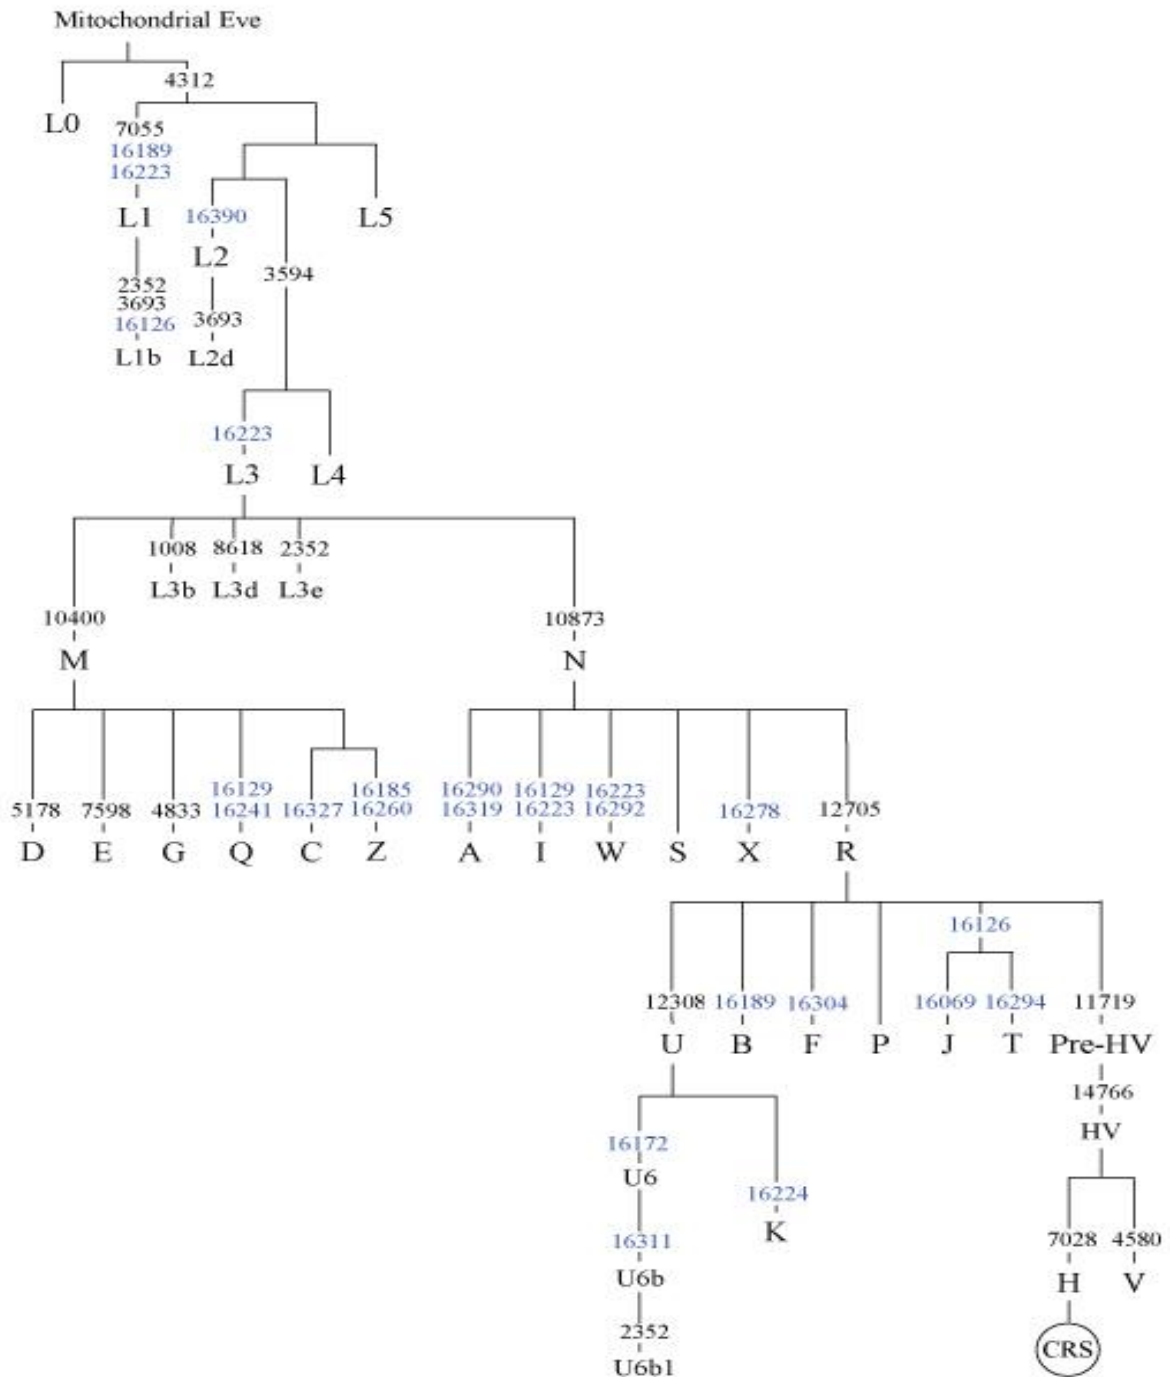 Mitochondrial Eve
4312
L0
7055
16189
16223
L1
16390
L5
L2
3594
2352
3693
16126
3693
L1b
L2d
16223
L3
L4
1008 8618 2352
L3b L3d L3e
10400
10873
M
N
16129 16185 16290 16129 16223
5178 7598 4833 16241 16327 16260 16319 16223 16292 16278 12705
D E G Q C Z A I W S X R
16126
12308 16189 16304 16069 16294 11719
U B F P J T Pre-HV
14766
HV
16172
U6
16224
K
16311
7028 4580
U6b
H V
2352
CRS
U6b1